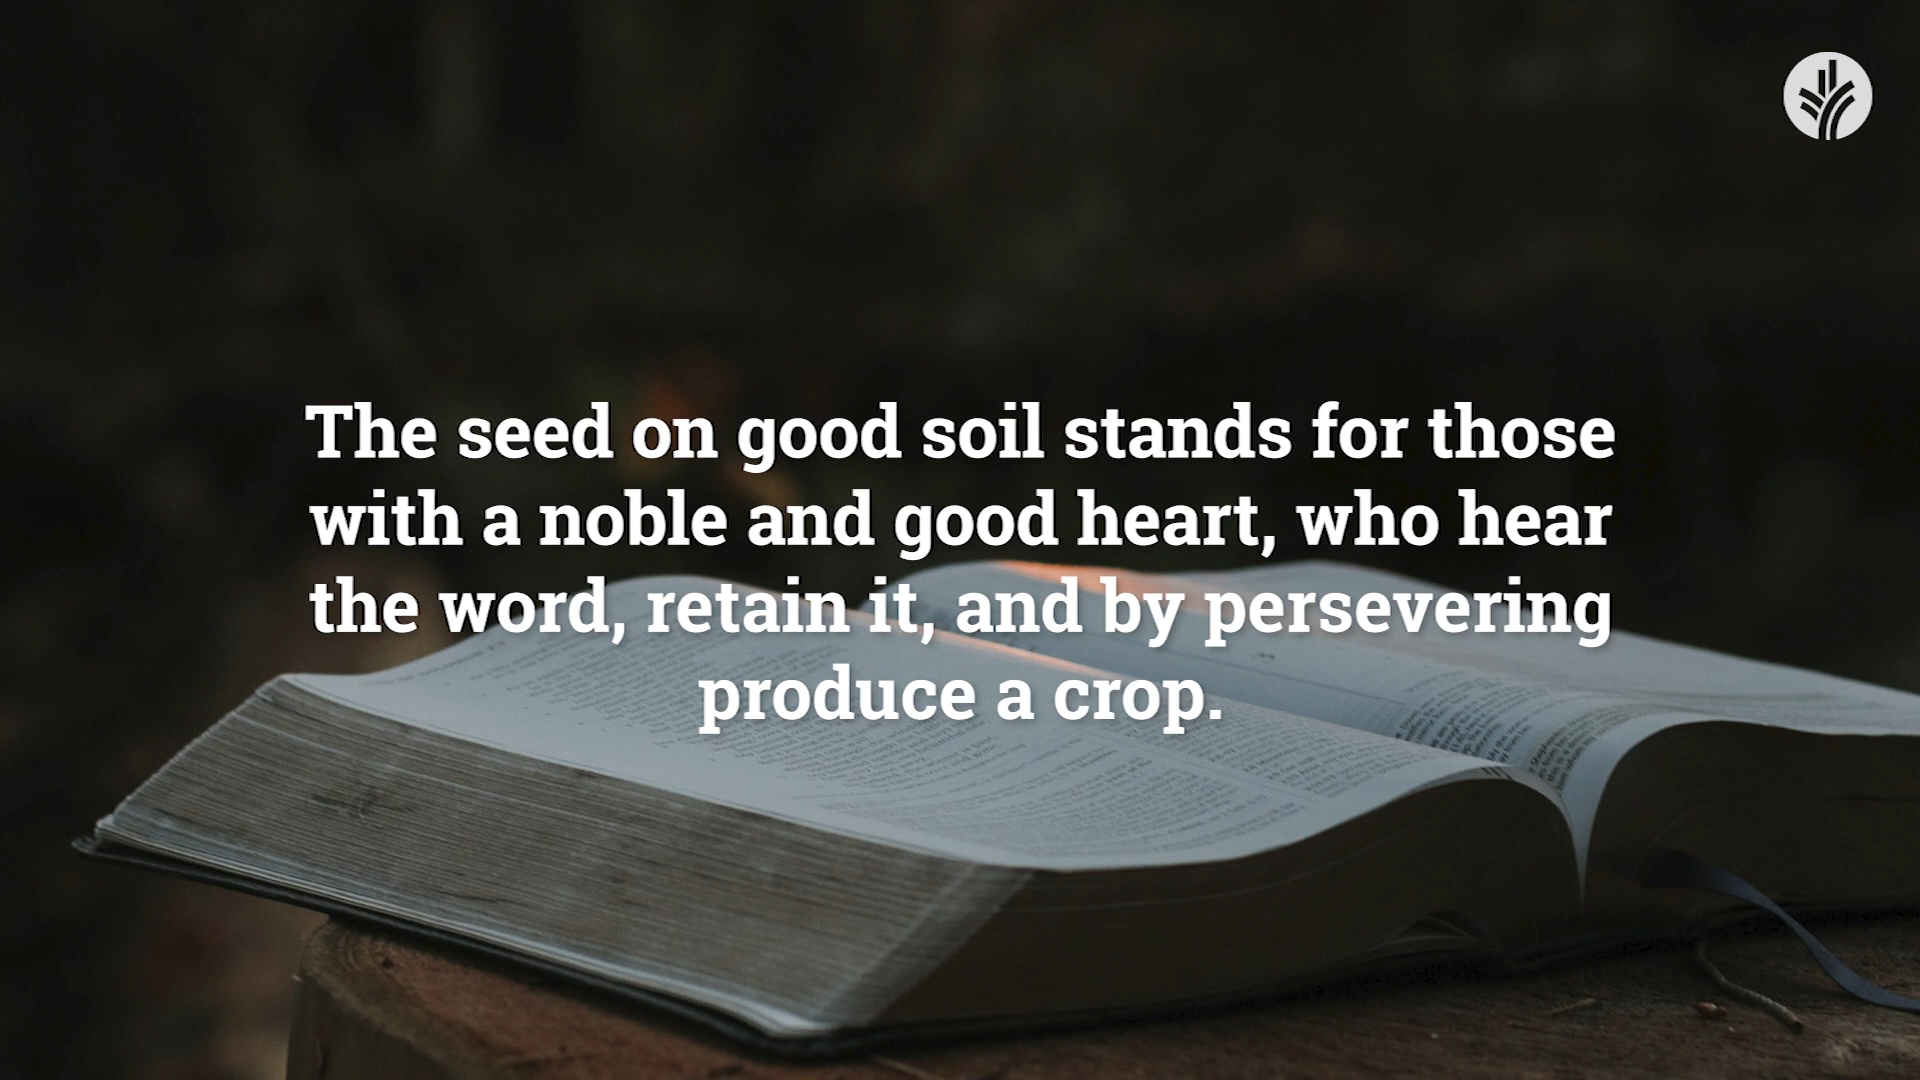 The seed on good soil stands for those
with a noble and good heart, who hear
the word, retain it, and by persevering
produce a crop.